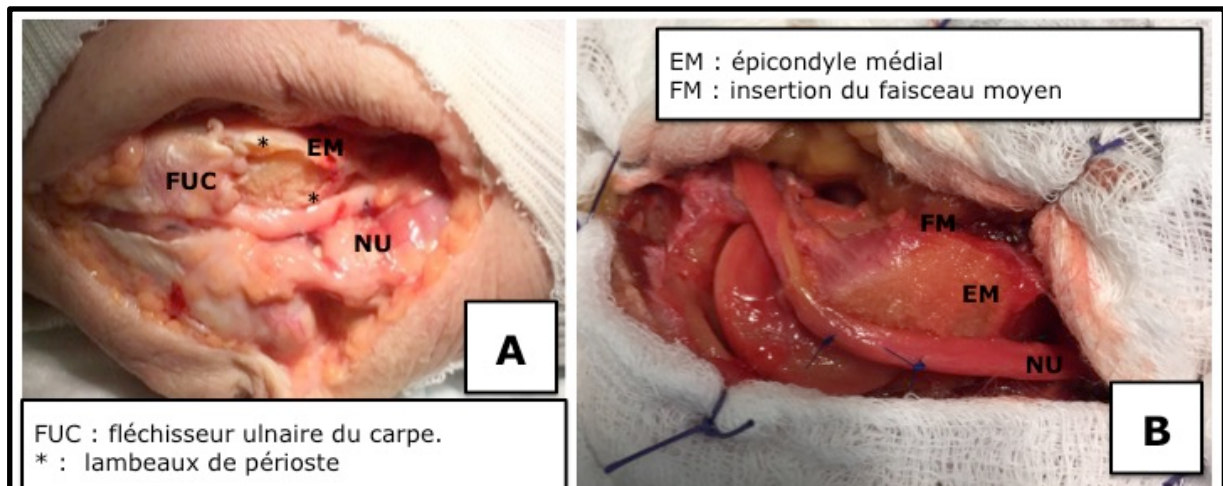 EM : épicondyle médial
FM : insertion du faisceau moyen
*
EM
FUC
*
NU
FM
EM
NU
A
B
FUC : fléchisseur ulnaire du carpe.
* : lambeaux de périoste